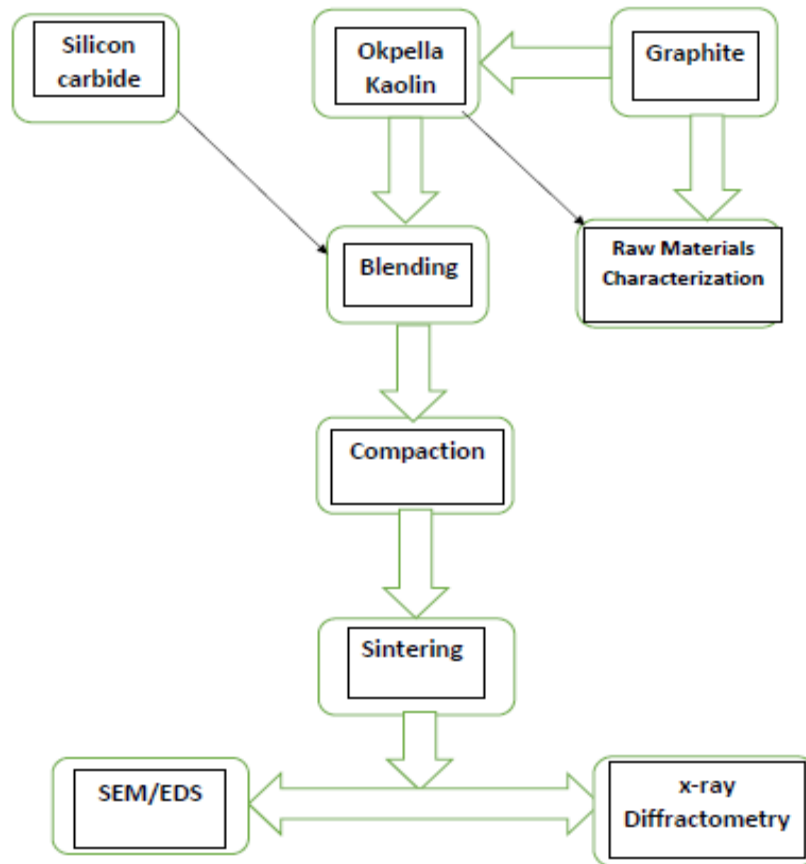 Silicon
carbide
Okpella
Kaolin
Graphite
Blending
Raw Materials
Characterization
Compaction
Sintering
SEM/EDS
x-ray
Diffractometry